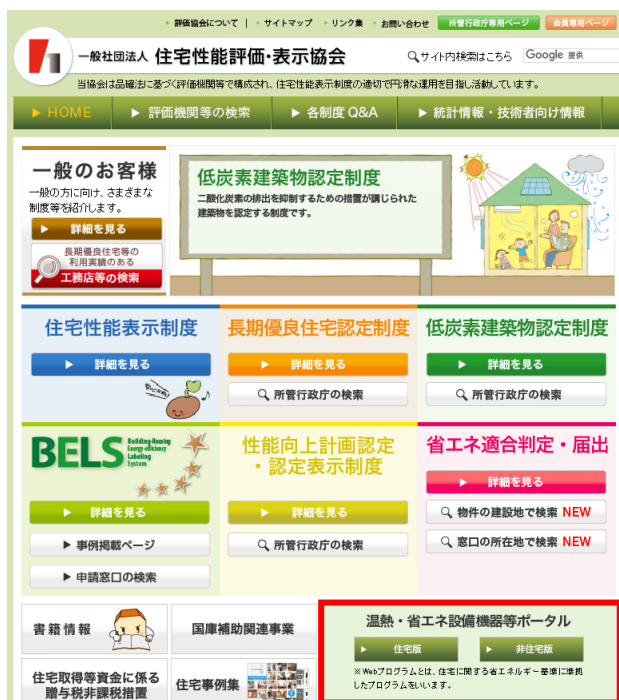 評価協会について
サイトマップ
リンク集
お問い合わせ
所管行政庁専用ページ
会員専用ページ
一般社団法人 住宅性能評価・表示協会
サイト内検索はこちら
Google 提供
当協会は品確法に基づく評価機関等で構成され、住宅性能表示制度の適切で円滑な運用を目指し活動しています。
HOME
評価機関等の検索
各制度 Q&A
統計情報・技術者向け情報
一般のお客様
一般の方に向け、さまざまな
制度等を紹介します。
詳細を見る
長期優良住宅等の
利用実績のある
工務店等の検索
低炭素建築物認定制度
二酸化炭素の排出を抑制するための措置が講じられた
建築物を認定する制度です。
住宅性能表示制度
詳細を見る
長期優良住宅認定制度
詳細を見る
所管行政庁の検索
低炭素建築物認定制度
詳細を見る
所管行政庁の検索
BELS
Building-Housing
Energy-efficiency
Labeling
System
詳細を見る
事例掲載ページ
申請窓口の検索
性能向上計画認定
・認定表示制度
詳細を見る
所管行政庁の検索
省エネ適合判定・届出
詳細を見る
物件の建設地で検索 NEW
窓口の所在地で検索 NEW
書籍情報
国庫補助関連事業
住宅取得等資金に係る
贈与税非課税措置
住宅事例集
温熱・省エネ設備機器等ポータル
住宅版
非住宅版
※Webプログラムとは、住宅に関する省エネルギー基準に準拠
したプログラムをいいます。